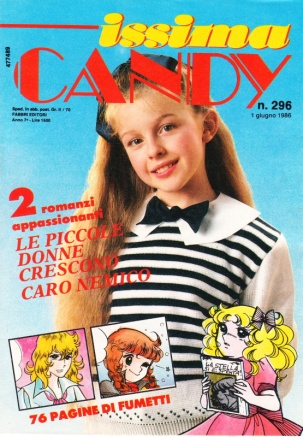 issima
CANDY
477489
Sped. in abb. post. Gr. II / 70
FABBRI EDITORI
Anno 7° - Lire 1500
n. 296
1 giugno 1986
2 romanzi
appassionanti
LE PICCOLE
DONNE
CRESCONO
CARO NEMICO
76 PAGINE DI FUMETTI